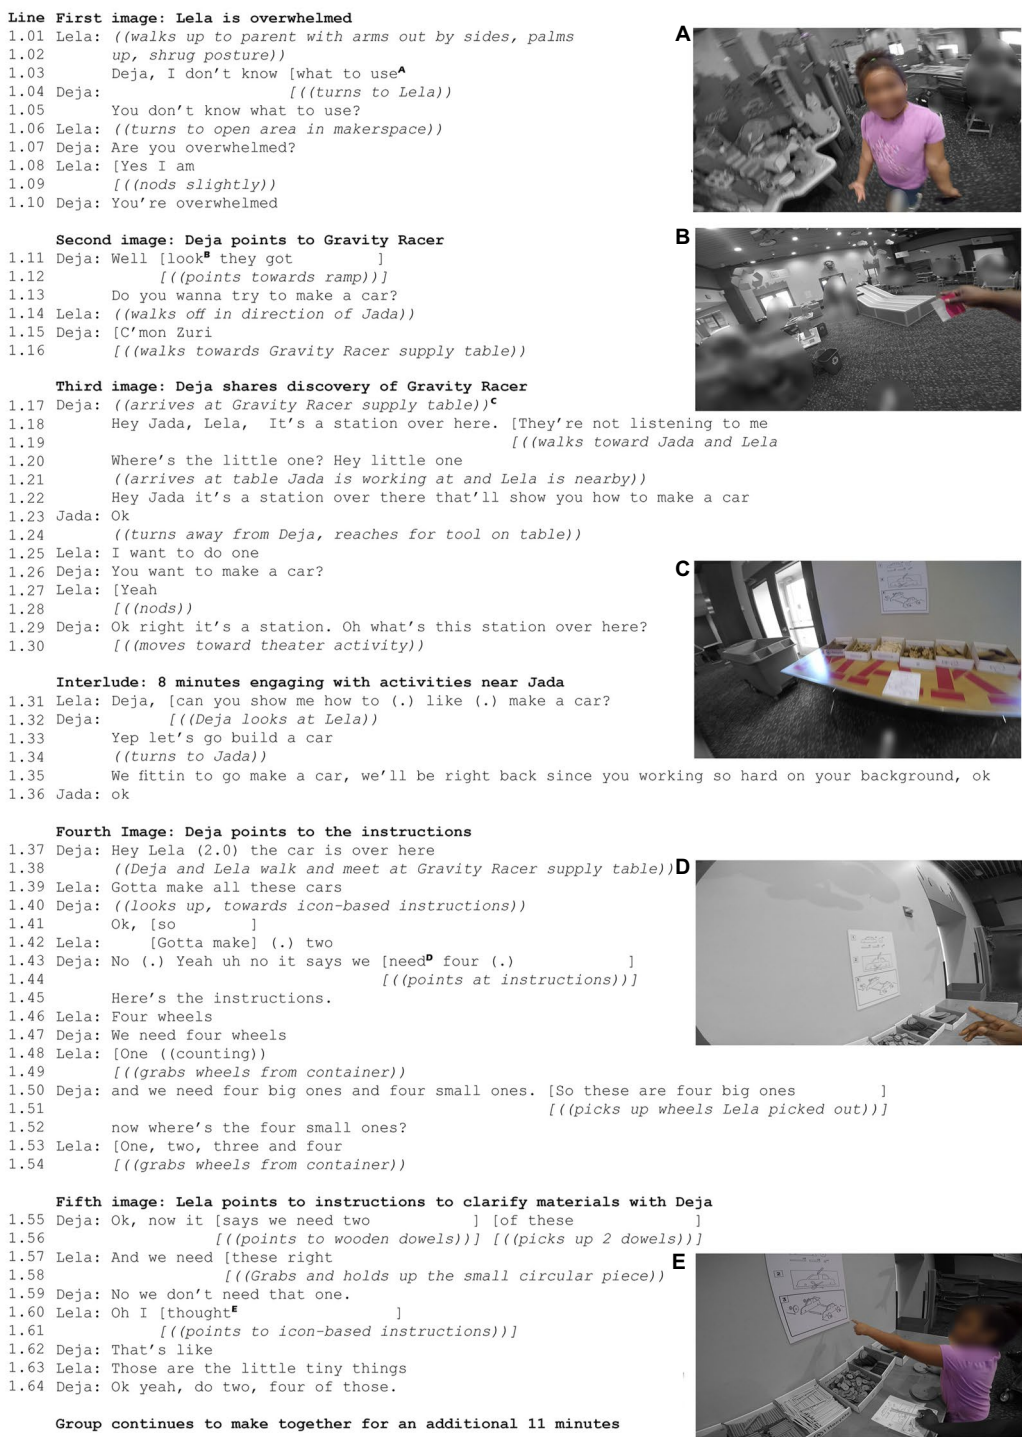 Line First image: Lela is overwhelmed
1.01 Lela: ((walks up to parent with arms out by sides, palms
1.02 up, shrug posture))
1.03 Deja, I don't know [what to useA
1.04 Deja: [((turns to Lela))
1.05 You don't know what to use?
1.06 Lela: ((turns to open area in makerspace))
1.07 Deja: Are you overwhelmed?
1.08 Lela: [Yes I am
1.09 [((nods slightly))
1.10 Deja: You're overwhelmed
A
Second image: Deja points to Gravity Racer
1.11 Deja: Well [lookB they got ]
1.12 [((points towards ramp))]
1.13 Do you wanna try to make a car?
1.14 Lela: ((walks off in direction of Jada))
1.15 Deja: [C'mon Zuri
1.16 [((walks towards Gravity Racer supply table))
B
Third image: Deja shares discovery of Gravity Racer
1.17 Deja: ((arrives at Gravity Racer supply table))C
1.18 Hey Jada, Lela, It's a station over here. [They're not listening to me
1.19 [((walks toward Jada and Lela
1.20 Where's the little one? Hey little one
1.21 ((arrives at table Jada is working at and Lela is nearby))
1.22 Hey Jada it's a station over there that'll show you how to make a car
1.23 Jada: Ok
1.24 ((turns away from Deja, reaches for tool on table))
1.25 Lela: I want to do one
1.26 Deja: You want to make a car?
1.27 Lela: [Yeah
1.28 [((nods))
1.29 Deja: Ok right it's a station. Oh what's this station over here?
1.30 [((moves toward theater activity))
C
Interlude: 8 minutes engaging with activities near Jada
1.31 Lela: Deja, [can you show me how to (.) like (.) make a car?
1.32 Deja: [((Deja looks at Lela))
1.33 Yep let's go build a car
1.34 ((turns to Jada))
1.35 We fittin to go make a car, we'll be right back since you working so hard on your background, ok
1.36 Jada: ok
Fourth Image: Deja points to the instructions
1.37 Deja: Hey Lela (2.0) the car is over here
1.38 ((Deja and Lela walk and meet at Gravity Racer supply table))
D
1.39 Lela: Gotta make all these cars
1.40 Deja: ((looks up, towards icon-based instructions))
1.41 Ok, [so ]
1.42 Lela: [Gotta make] (.) two
1.43 Deja: No (.) Yeah uh no it says we [needD four (.) ]
1.44 [((points at instructions))]
1.45 Here's the instructions.
1.46 Lela: Four wheels
1.47 Deja: We need four wheels
1.48 Lela: [One ((counting))
1.49 [((grabs wheels from container))
1.50 Deja: and we need four big ones and four small ones. [So these are four big ones ]
1.51 [((picks up wheels Lela picked out))]
1.52 now where's the four small ones?
1.53 Lela: [One, two, three and four
1.54 [((grabs wheels from container))
Fifth image: Lela points to instructions to clarify materials with Deja
1.55 Deja: Ok, now it [says we need two ] [of these ]
1.56 [((points to wooden dowels))] [((picks up 2 dowels))]
1.57 Lela: And we need [these right
1.58 [((Grabs and holds up the small circular piece))
E
1.59 Deja: No we don't need that one.
1.60 Lela: Oh I [thoughtE ]
1.61 [((points to icon-based instructions))]
1.62 Deja: That's like
1.63 Lela: Those are the little tiny things
1.64 Deja: Ok yeah, do two, four of those.
Group continues to make together for an additional 11 minutes